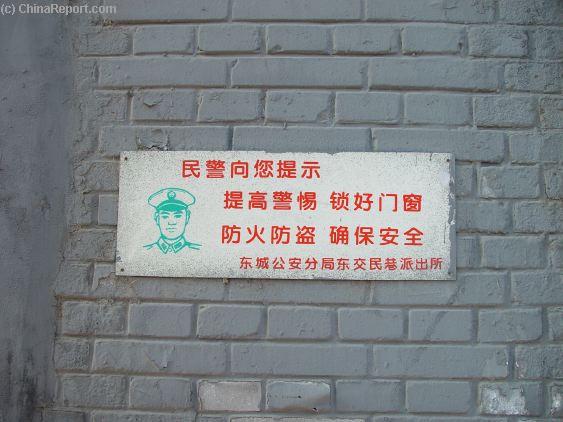 (c) ChinaReport.com
民警向您提示
提高警惕 锁好门窗
防火防盗 确保安全
东城公安分局东交民巷派出所